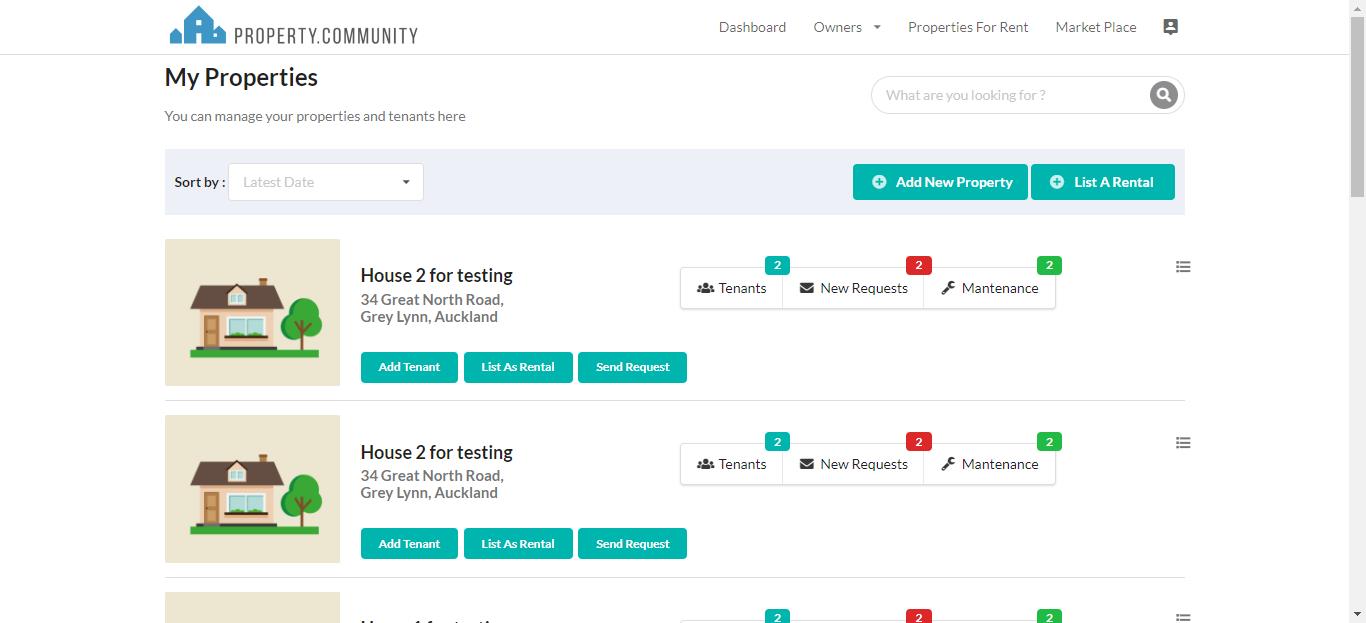 PROPERTY.COMMUNITY
Dashboard
Owners
Properties For Rent
Market Place
My Properties
What are you looking for ?
You can manage your properties and tenants here
Sort by :
Latest Date
Add New Property
List A Rental
House 2 for testing
34 Great North Road,
Grey Lynn, Auckland
2
2
2
Tenants
New Requests
Mantenance
Add Tenant
List As Rental
Send Request
House 2 for testing
34 Great North Road,
Grey Lynn, Auckland
2
2
2
Tenants
New Requests
Mantenance
Add Tenant
List As Rental
Send Request
2
2
2